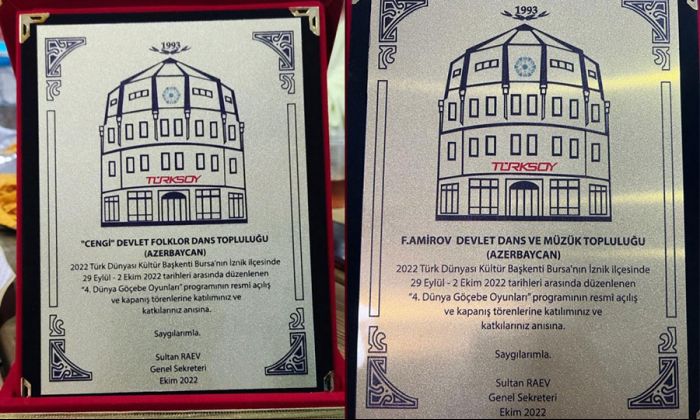 1993
TÜRKSOY
"CENGİ" DEVLET FOLKLOR DANS TOPLULUĞU
(AZERBAYCAN)
2022 Türk Dünyası Kültür Başkenti Bursa'nın İznik ilçesinde
29 Eylül - 2 Ekim 2022 tarihleri arasında düzenlenen
"4. Dünya Göçebe Oyunları" programının resmî açılış
ve kapanış törenlerine katılımınız ve
katkılarınız anısına.
Saygılarımla.
Sultan RAEV
Genel Sekreteri
Ekim 2022
1993
TÜRKSOY
F.AMİROV DEVLET DANS VE MÜZÜK TOPLULUĞU
(AZERBAYCAN)
2022 Türk Dünyası Kültür Başkenti Bursa'nın İznik ilçesinde
29 Eylül - 2 Ekim 2022 tarihleri arasında düzenlenen
"4. Dünya Göçebe Oyunları" programının resmî açılış
ve kapanış törenlerine katılımınız ve
katkılarınız anısına.
Saygılarımla.
Sultan RAEV
Genel Sekreteri
Ekim 2022